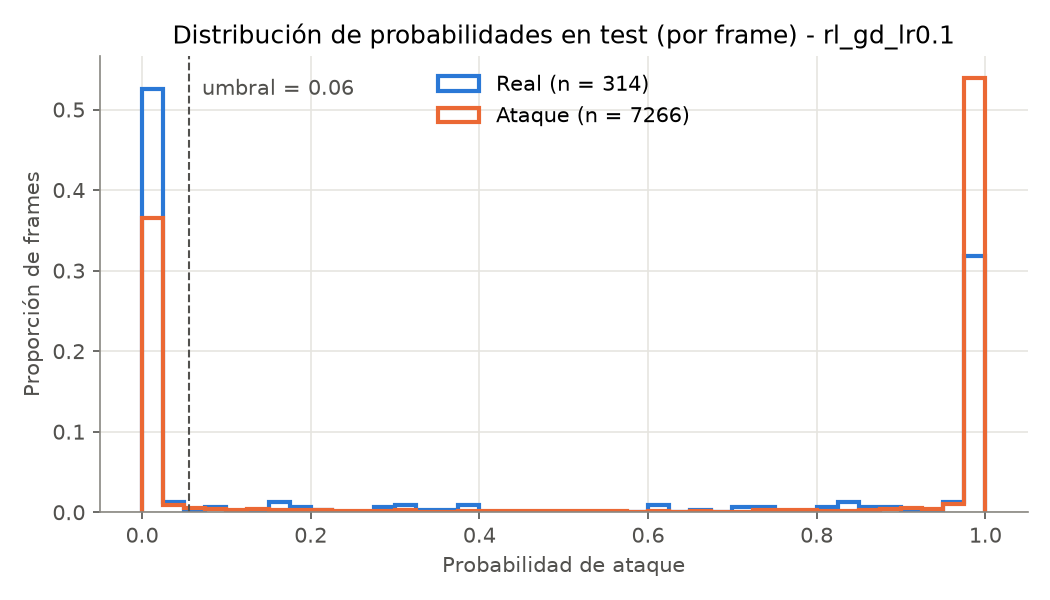 Distribución de probabilidades en test (por frame) - rl_gd_lr0.1
umbral = 0.06
Real (n = 314)
Ataque (n = 7266)
Proporción de frames
0.5
0.4
0.3
0.2
0.1
0.0
0.0 0.2 0.4 0.6 0.8 1.0
Probabilidad de ataque